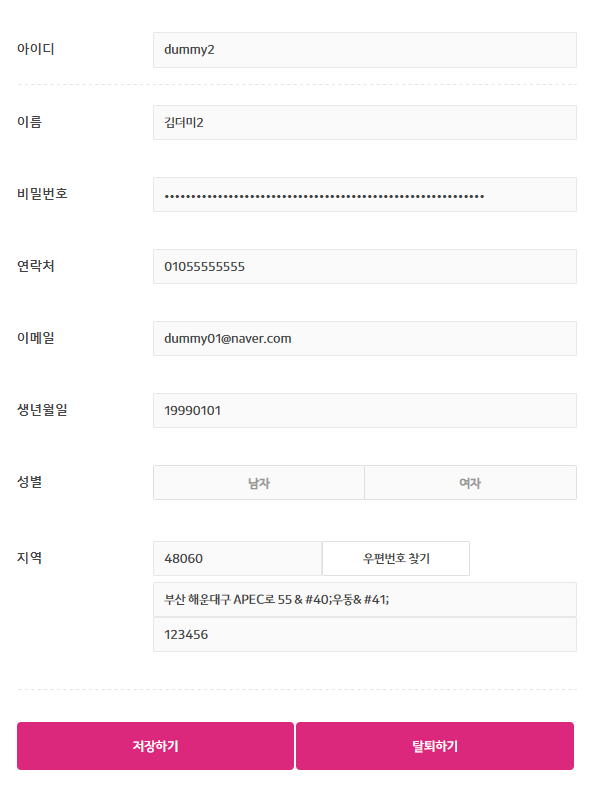 아이디 dummy2
이름 김더미2
비밀번호 ••••••••••••••••••••••••••••••••••••••••••••••••••••••••••••
연락처 01055555555
이메일 dummy01@naver.com
생년월일 19990101
성별 남자 여자
지역 48060 우편번호 찾기
부산 해운대구 APEC로 55 & #40;우동& #41;
123456
저장하기 탈퇴하기